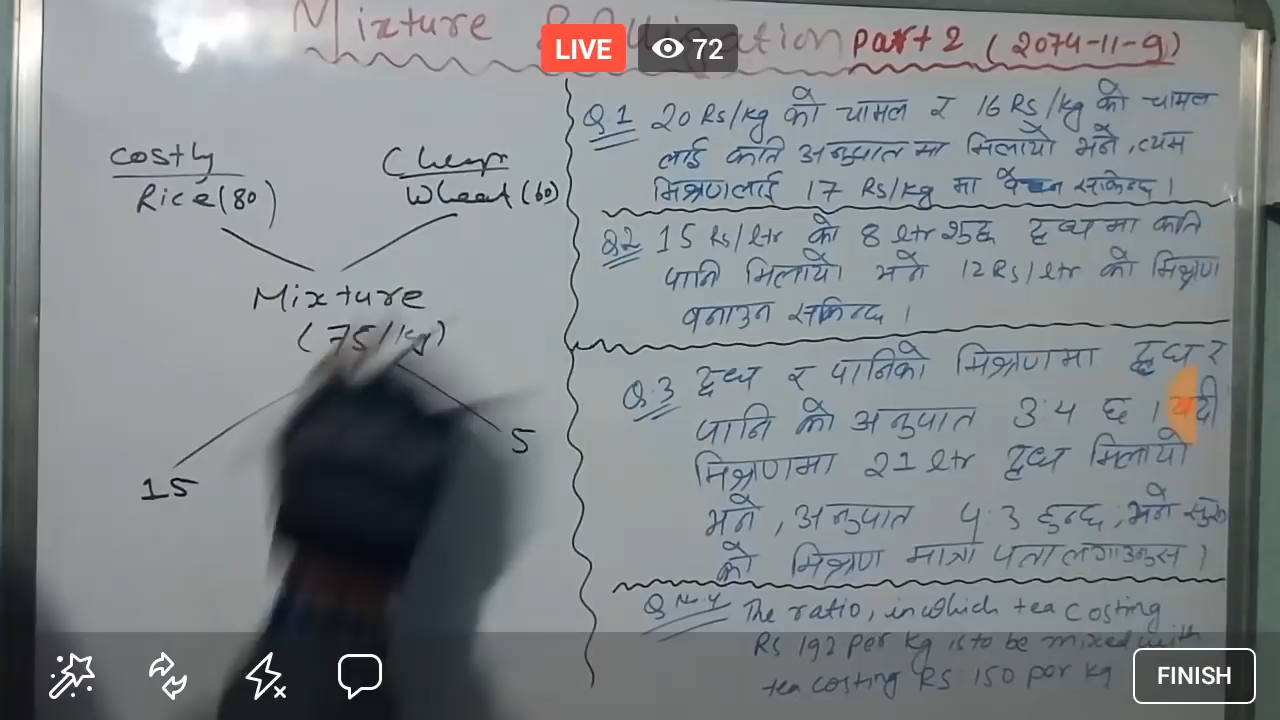 Mixture & Alligation Part 2 (2074-11-9)
LIVE 72
costly
Rice (80)
Cheap
Wheat (60)
Mixture
(75/kg)
15
5
Q.1 20 Rs/kg को चामल र 16 Rs/kg को चामल
लाई कति अनुपात मा मिलायो भने, त्यस
मिश्रणलाई 17 Rs/kg मा बेच्न सकिन्छ ।
Q.2 15 Rs/ltr को 8 ltr शुद्ध दूध मा कति
पानि मिलायो भने 12 Rs/ltr को मिश्रण
बनाउन सकिन्छ ।
Q.3 दूध र पानिको मिश्रणमा दूध र
पानि को अनुपात 3:4 छ । यदी
मिश्रणमा 21 ltr दूध मिलायो
भने, अनुपात 4:3 हुन्छ, भने सुरु
को मिश्रण मात्रा पता लगाउनुस ।
Q.N.4 The ratio, in which tea costing
Rs 192 per kg is to be mixed with
tea costing Rs 150 per kg
FINISH